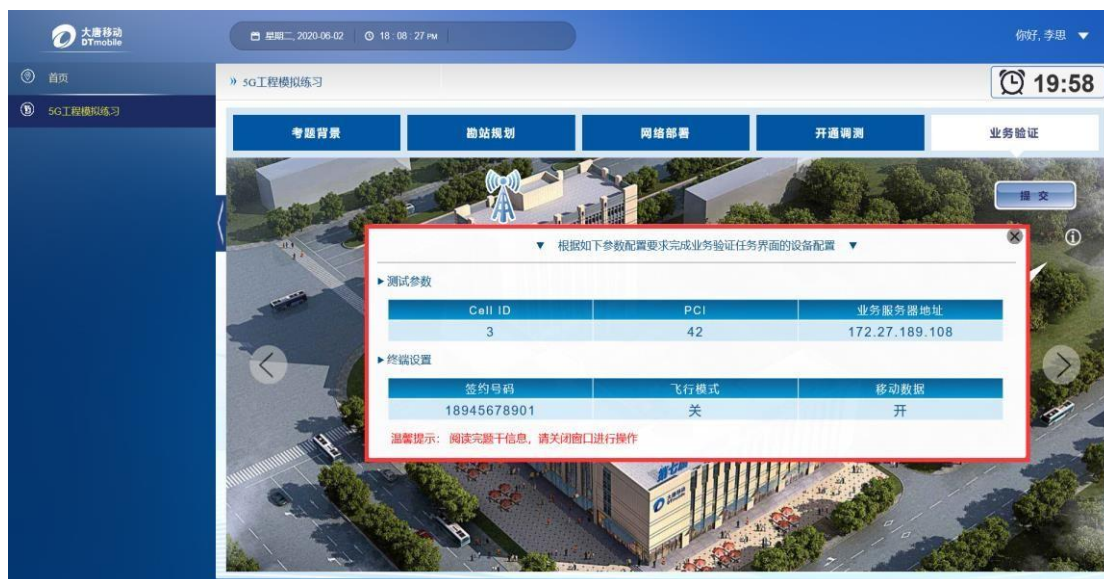 大唐移动
DTmobile
星期二, 2020-06-02 18 : 08 : 27 PM
你好, 李思
首页
5G工程模拟练习
5G工程模拟练习
19:58
考题背景 勘站规划 网络部署 开通调测 业务验证
提 交
根据如下参数配置要求完成业务验证任务界面的设备配置
测试参数
Cell ID PCI 业务服务器地址
3 42 172.27.189.108
终端设置
签约号码 飞行模式 移动数据
18945678901 关 开
温馨提示： 阅读完题干信息，请关闭窗口进行操作